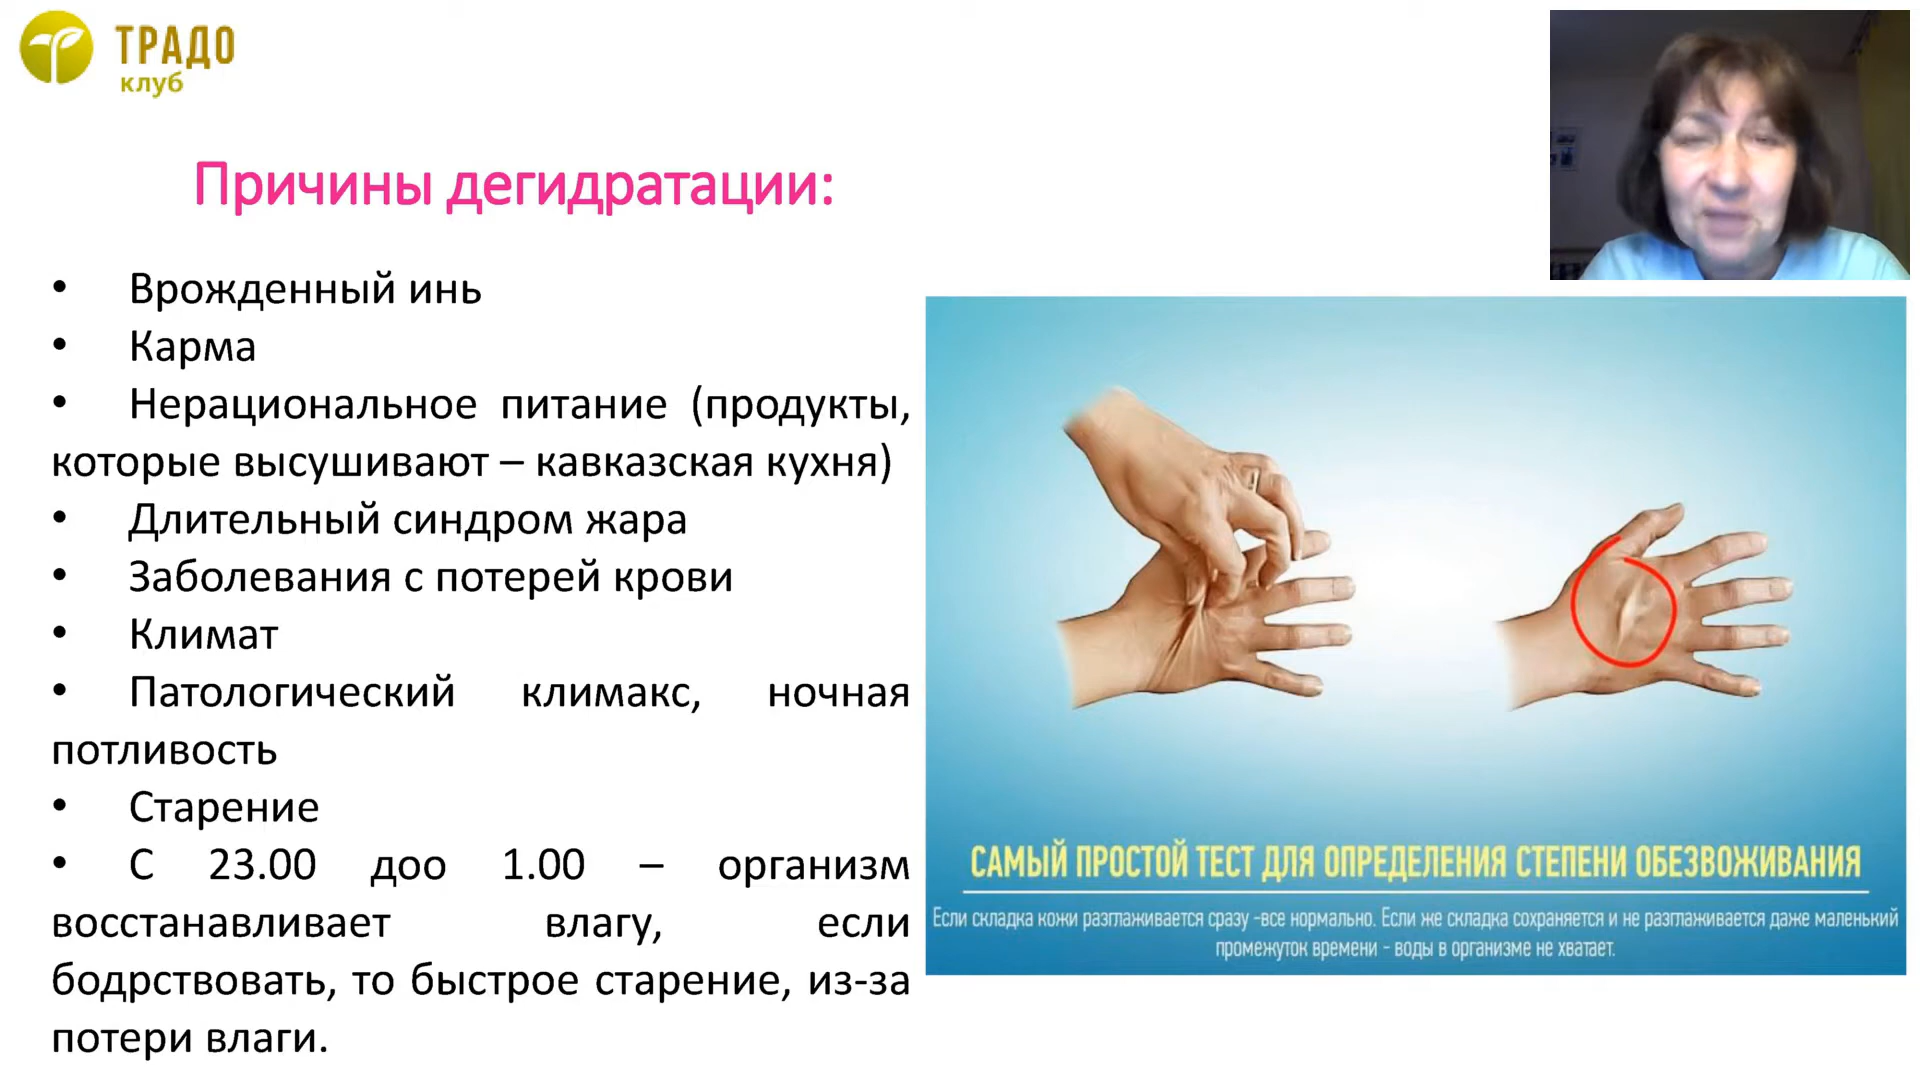 ТРАДО
клуб
Причины дегидратации:
• Врожденный инь
• Карма
• Нерациональное питание (продукты,
которые высушивают – кавказская кухня)
• Длительный синдром жара
• Заболевания с потерей крови
• Климат
• Патологический климакс, ночная
потливость
• Старение
• С 23.00 доо 1.00 – организм
восстанавливает влагу, если
бодрствовать, то быстрое старение, из-за
потери влаги.
САМЫЙ ПРОСТОЙ ТЕСТ ДЛЯ ОПРЕДЕЛЕНИЯ СТЕПЕНИ ОБЕЗВОЖИВАНИЯ
Если складка кожи разглаживается сразу -все нормально. Если же складка сохраняется и не разглаживается даже маленький
промежуток времени - воды в организме не хватает.